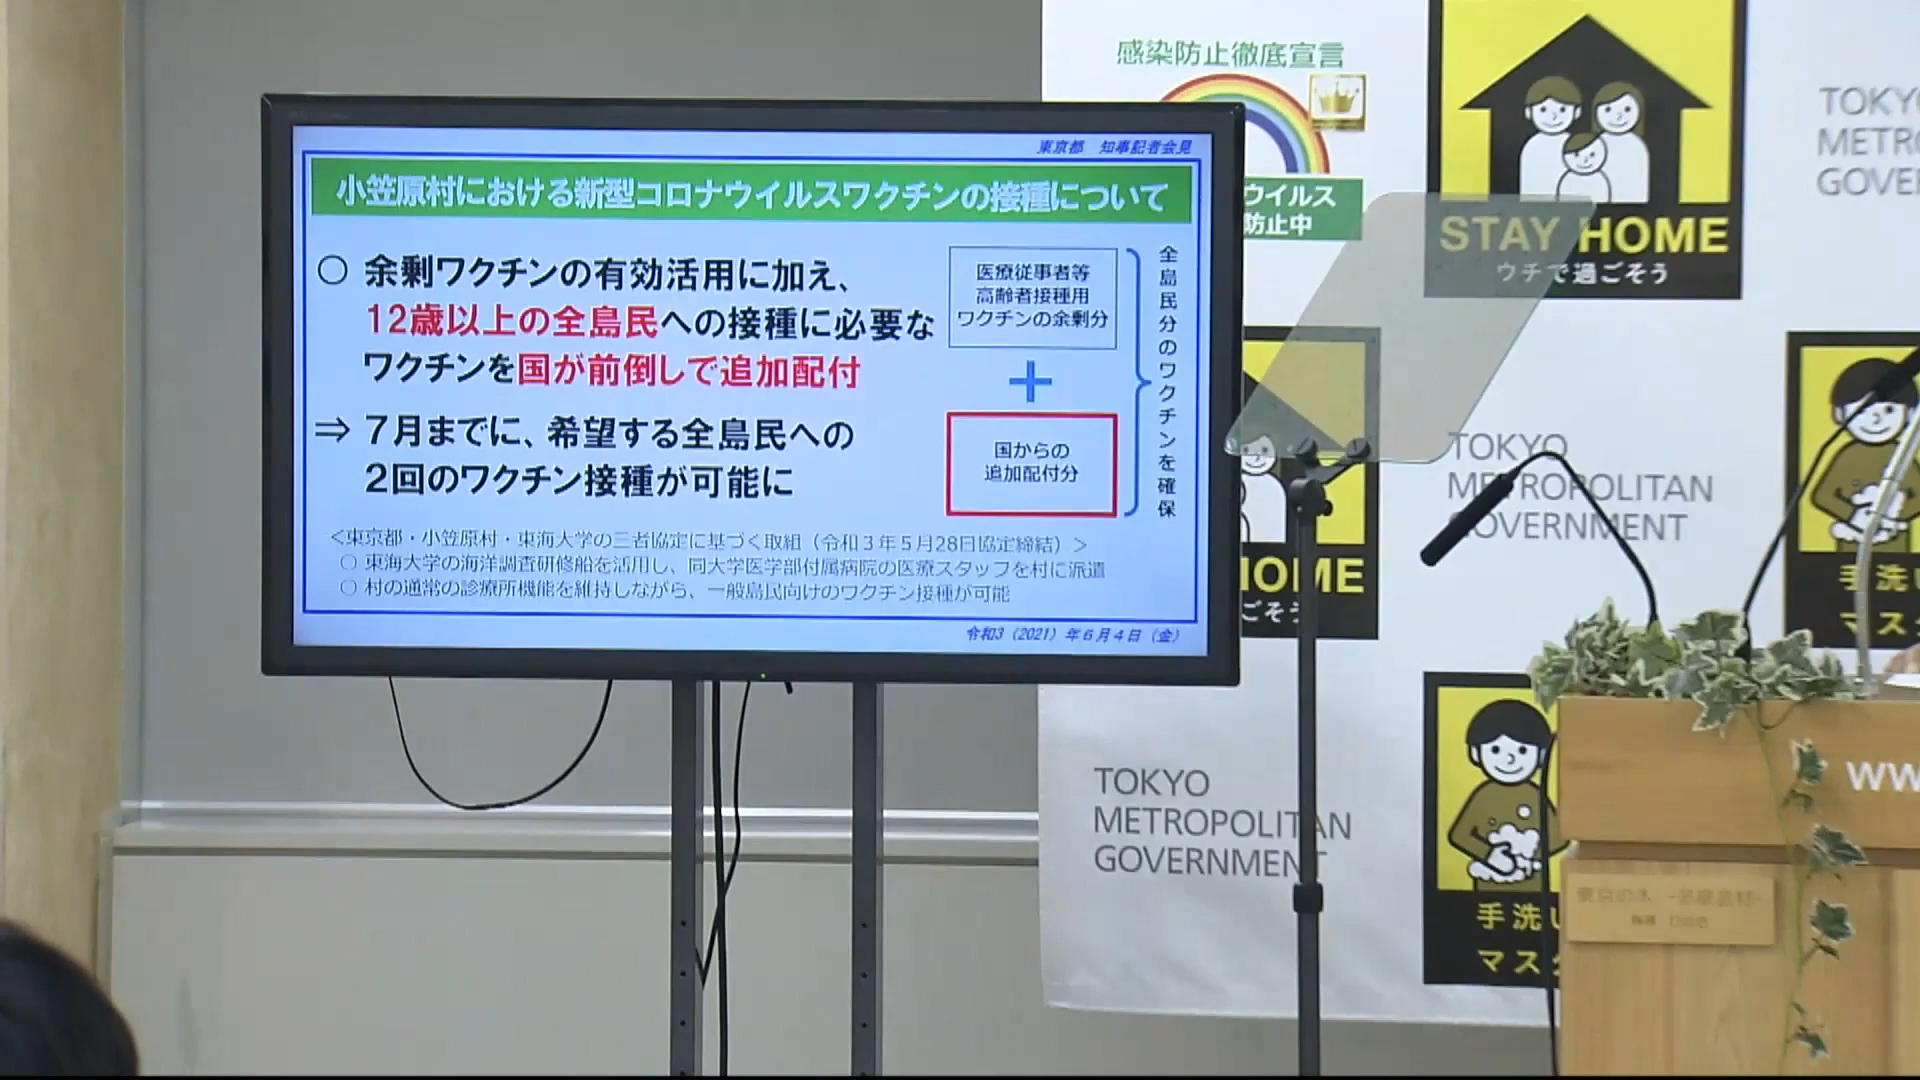 東京都 知事記者会見
小笠原村における新型コロナウイルスワクチンの接種について
○ 余剰ワクチンの有効活用に加え、
12歳以上の全島民への接種に必要な
ワクチンを国が前倒しで追加配付
⇒ 7月までに、希望する全島民への
2回のワクチン接種が可能に
医療従事者等
高齢者接種用
ワクチンの余剰分
+
国からの
追加配付分
全島民分のワクチンを確保
<東京都・小笠原村・東海大学の三者協定に基づく取組（令和３年５月28日協定締結）>
○ 東海大学の海洋調査研修船を活用し、同大学医学部付属病院の医療スタッフを村に派遣
○ 村の通常の診療所機能を維持しながら、一般島民向けのワクチン接種が可能
令和3（2021）年６月４日（金）
感染防止徹底宣言
ウイルス
防止中
STAY HOME
ウチで過ごそう
TOKYO
METR
GOVE
TOKYO
METROPOLITAN
GOVERNMENT
HOME
ごそう
手洗い
マス
TOKYO
METROPOLITAN
GOVERNMENT
手洗い
マス
ww